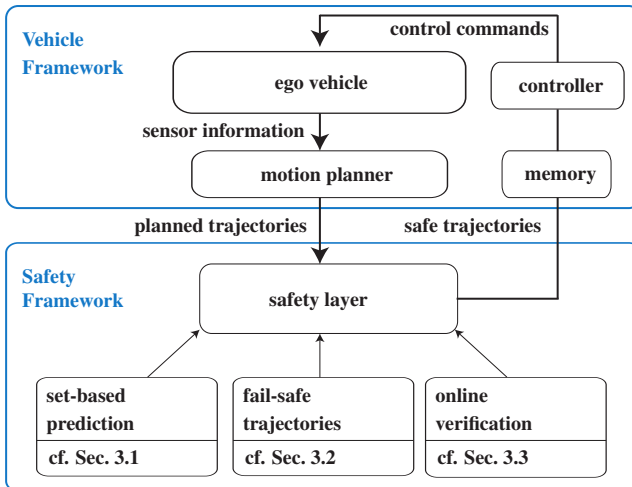 Vehicle
Framework
control commands
ego vehicle
controller
sensor information
motion planner
memory
planned trajectories
safe trajectories
Safety
Framework
safety layer
set-based
prediction
cf. Sec. 3.1
fail-safe
trajectories
cf. Sec. 3.2
online
verification
cf. Sec. 3.3